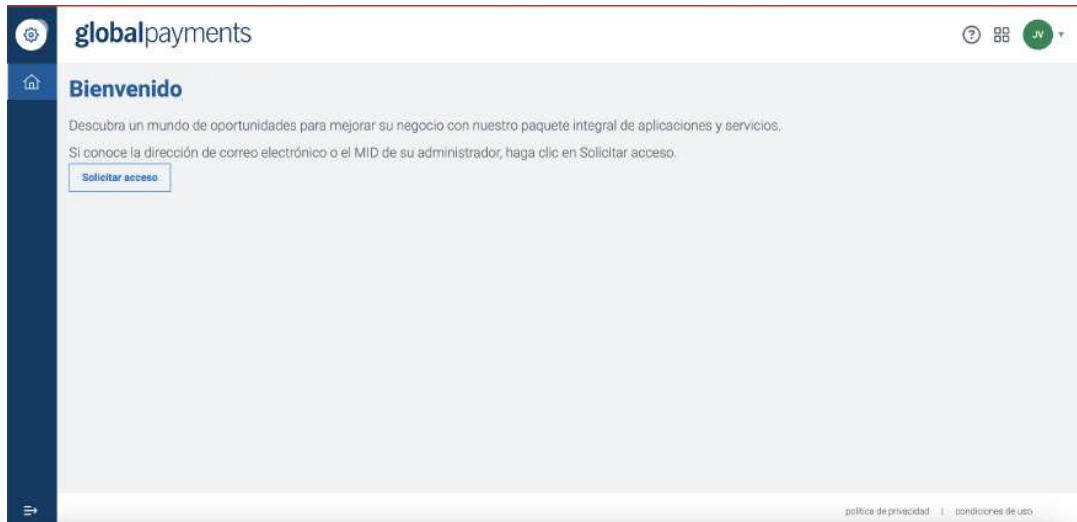 globalpayments
JV
Bienvenido
Descubra un mundo de oportunidades para mejorar su negocio con nuestro paquete integral de aplicaciones y servicios.
Si conoce la dirección de correo electrónico o el MID de su administrador, haga clic en Solicitar acceso.
Solicitar acceso
política de privacidad | condiciones de uso